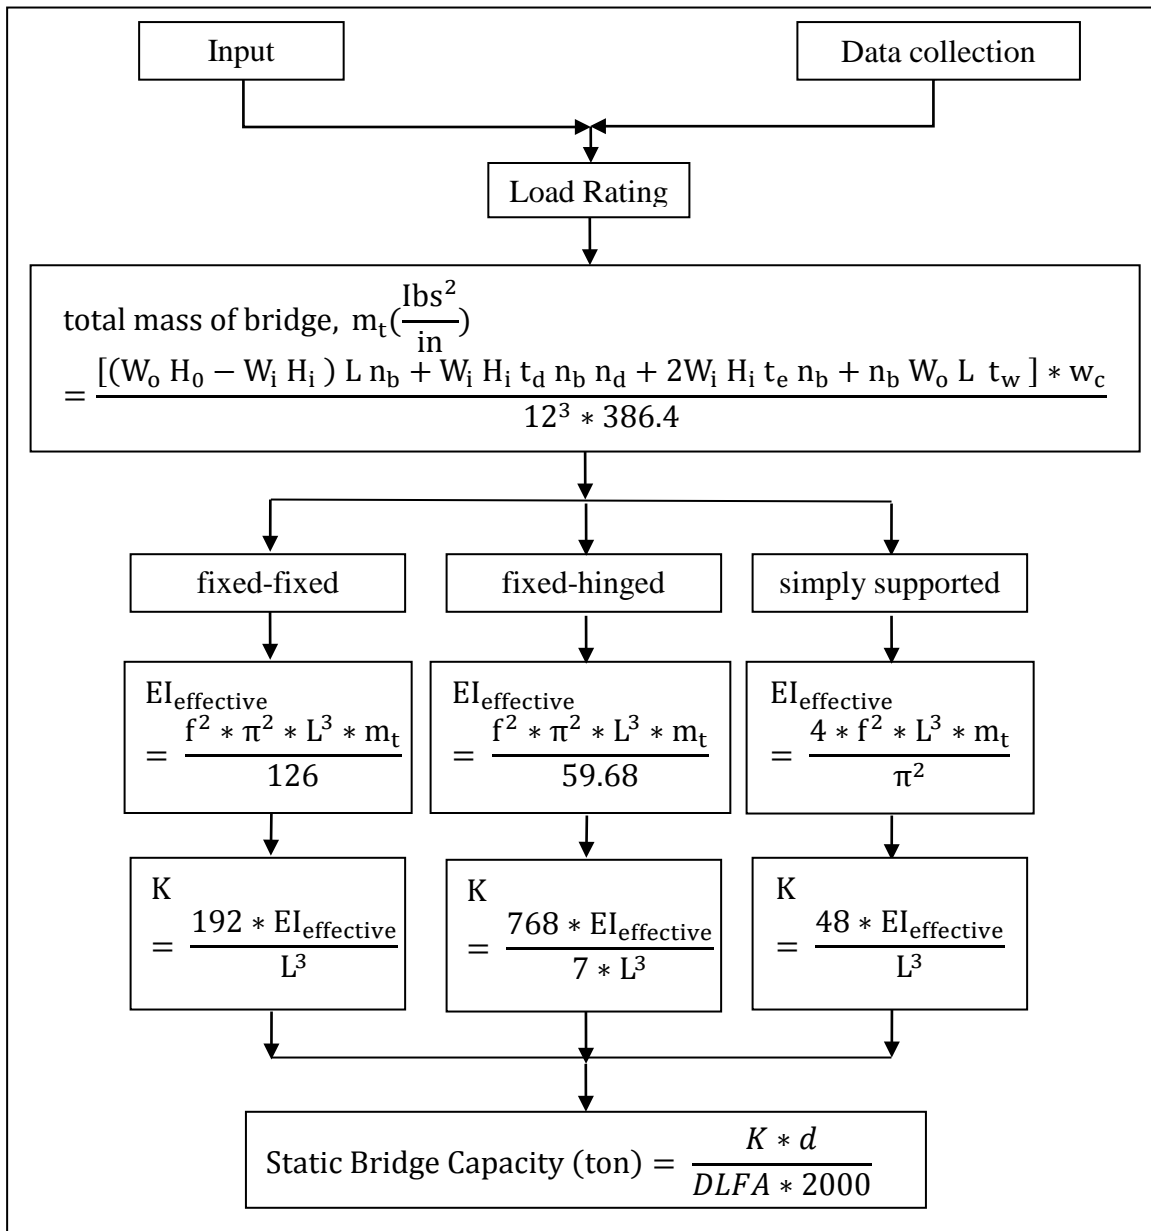 Input
Data collection
Load Rating
total mass of bridge, m_t(Ibs²/in)
= [(W_o H_0 − W_i H_i ) L n_b + W_i H_i t_d n_b n_d + 2W_i H_i t_e n_b + n_b W_o L t_w ] * w_c / 12³ * 386.4
fixed-fixed
fixed-hinged
simply supported
EI_effective
= f² * π² * L³ * m_t / 126
EI_effective
= f² * π² * L³ * m_t / 59.68
EI_effective
= 4 * f² * L³ * m_t / π²
K
= 192 * EI_effective / L³
K
= 768 * EI_effective / 7 * L³
K
= 48 * EI_effective / L³
Static Bridge Capacity (ton) = K * d / DLFA * 2000